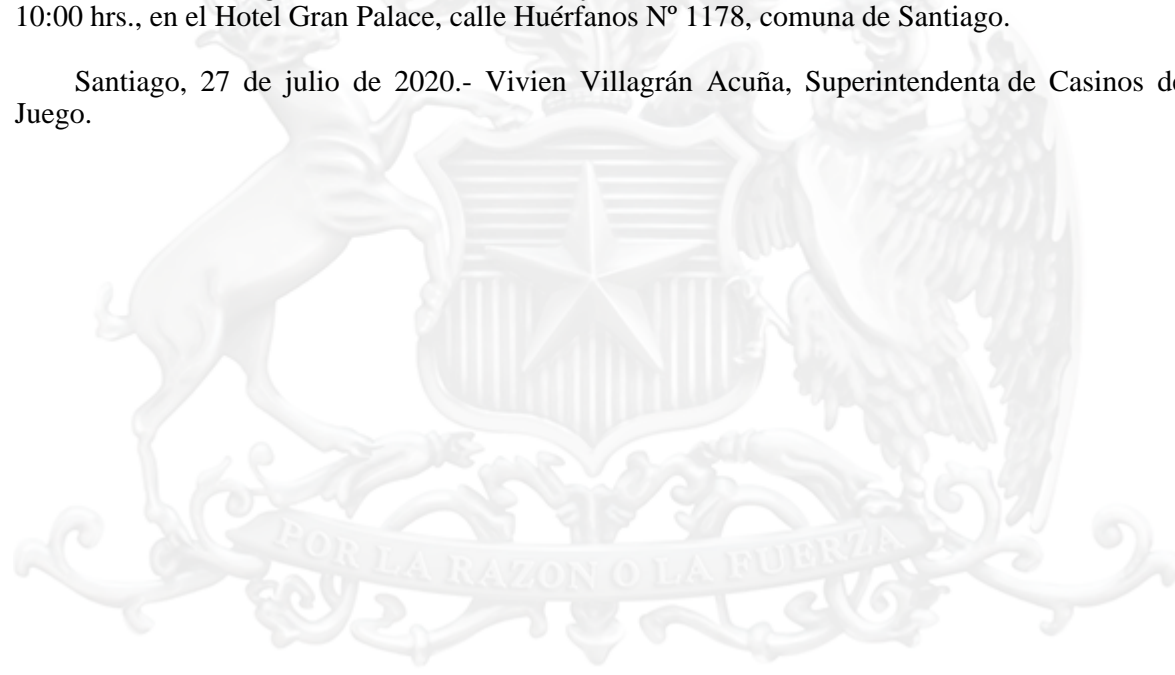 10:00 hrs., en el Hotel Gran Palace, calle Huérfanos Nº 1178, comuna de Santiago.
Santiago, 27 de julio de 2020.- Vivien Villagrán Acuña, Superintendenta de Casinos de
Juego.
POR LA RAZON O LA FUERZA